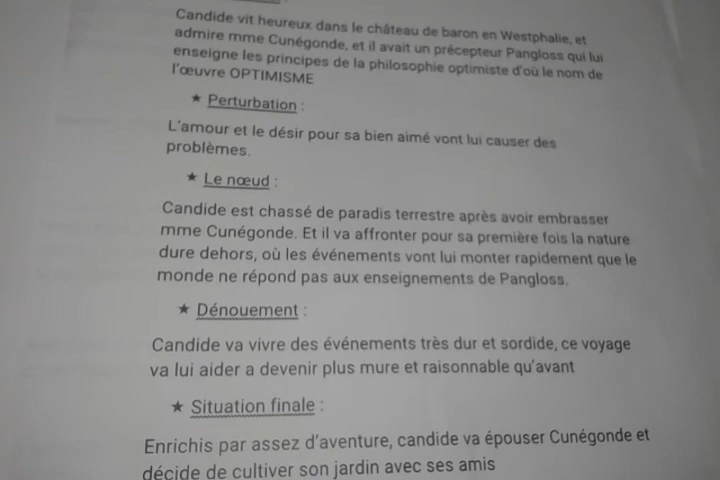 Candide vit heureux dans le château de baron en Westphalie, et
admire mme Cunégonde, et il avait un précepteur Pangloss qui lui
enseigne les principes de la philosophie optimiste d'où le nom de
l'œuvre OPTIMISME
★ Perturbation :
L'amour et le désir pour sa bien aimé vont lui causer des
problèmes.
★ Le nœud :
Candide est chassé de paradis terrestre après avoir embrasser
mme Cunégonde. Et il va affronter pour sa première fois la nature
dure dehors, où les événements vont lui monter rapidement que le
monde ne répond pas aux enseignements de Pangloss.
★ Dénouement :
Candide va vivre des événements très dur et sordide, ce voyage
va lui aider a devenir plus mure et raisonnable qu'avant
★ Situation finale :
Enrichis par assez d'aventure, candide va épouser Cunégonde et
décide de cultiver son jardin avec ses amis